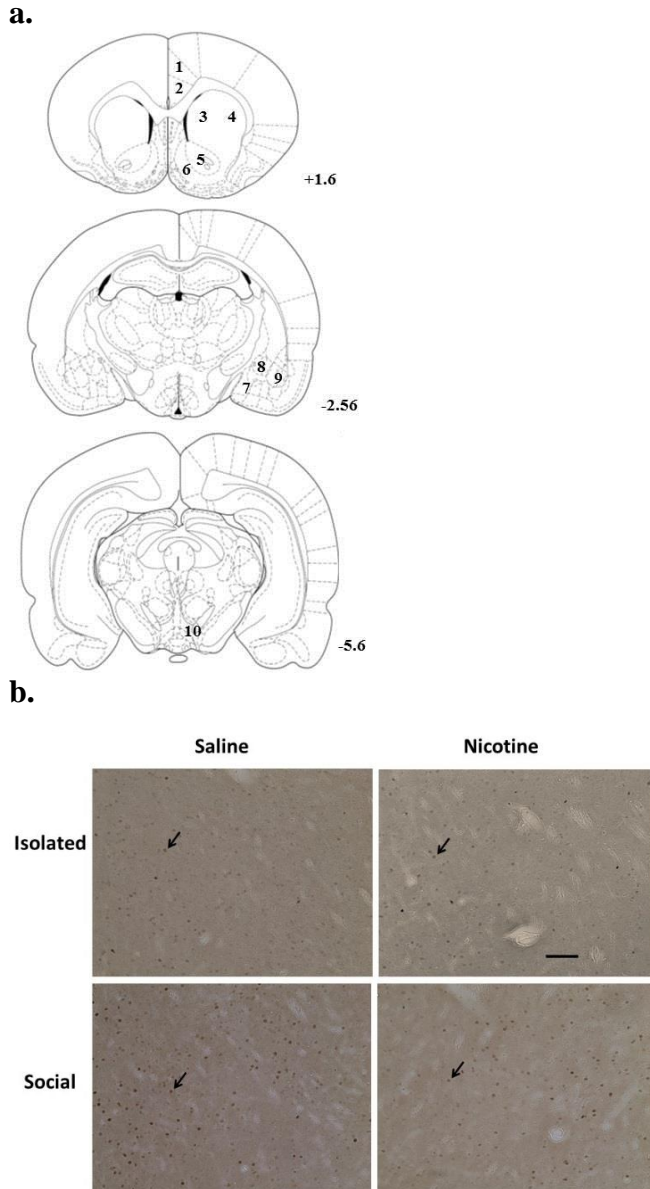 a.
1
2
3 4
5
6
+1.6
8
9
7
-2.56
10
-5.6
b.
Saline Nicotine
Isolated
Social